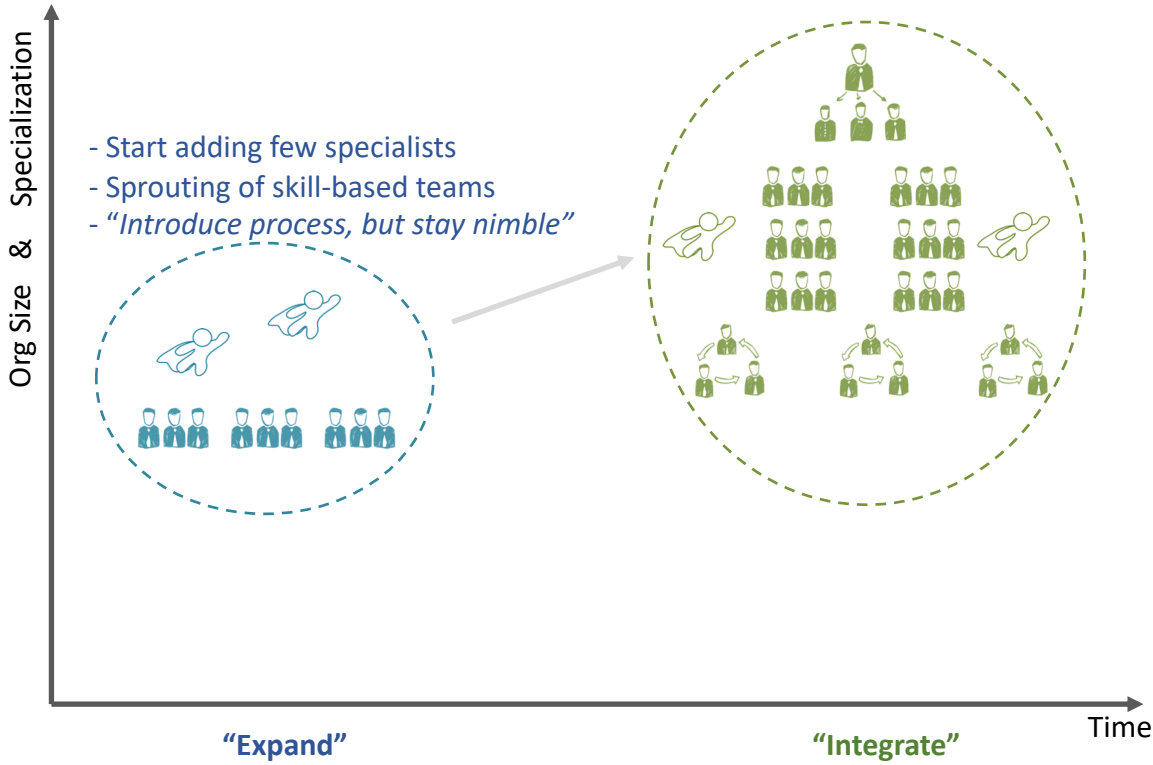 Org Size & Specialization
- Start adding few specialists
- Sprouting of skill-based teams
- “Introduce process, but stay nimble”
Time
“Expand”
“Integrate”